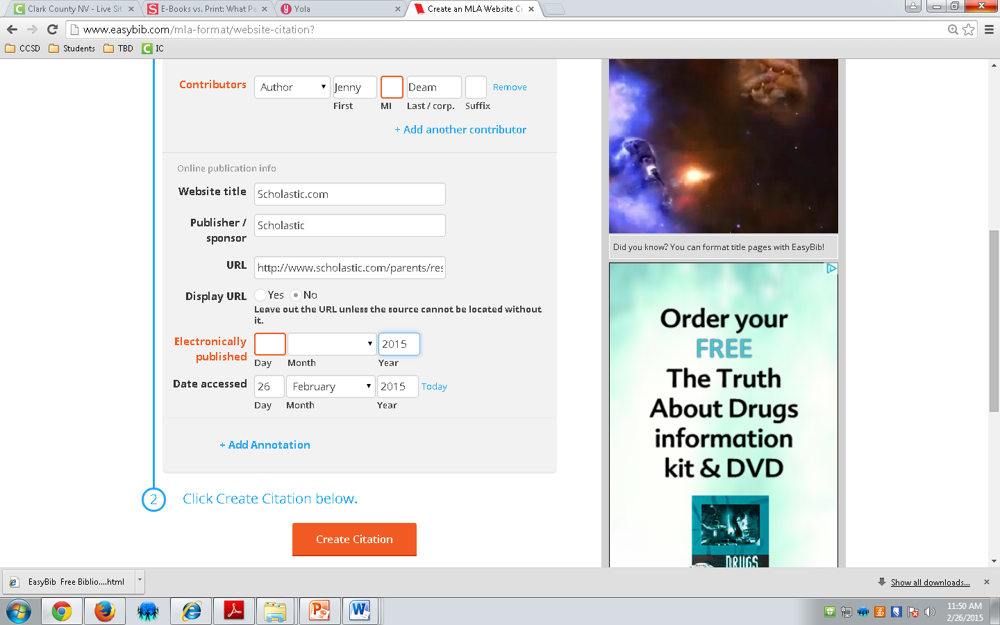 Clark County NV - Live Sit
E-Books vs. Print: What Pa
Yola
Create an MLA Website Ci
www.easybib.com/mla-format/website-citation?
CCSD
Students
TBD
IC
Contributors
Author
Jenny
Deam
Remove
First
MI
Last / corp.
Suffix
+ Add another contributor
Online publication info
Website title
Scholastic.com
Publisher /
sponsor
Scholastic
URL
http://www.scholastic.com/parents/res
Display URL
Yes
No
Leave out the URL unless the source cannot be located without
it.
Electronically
published
2015
Day
Month
Year
Date accessed
26
February
2015
Today
Day
Month
Year
+ Add Annotation
2
Click Create Citation below.
Create Citation
Did you know? You can format title pages with EasyBib!
Order your
FREE
The Truth
About Drugs
information
kit & DVD
DRUGS
EasyBib Free Biblio....html
Show all downloads...
11:50 AM
2/26/2015